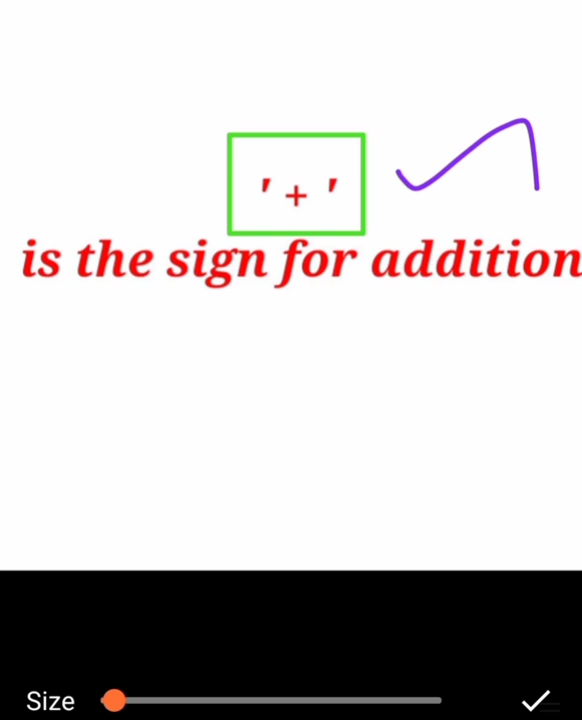 ' + '
is the sign for addition
Size